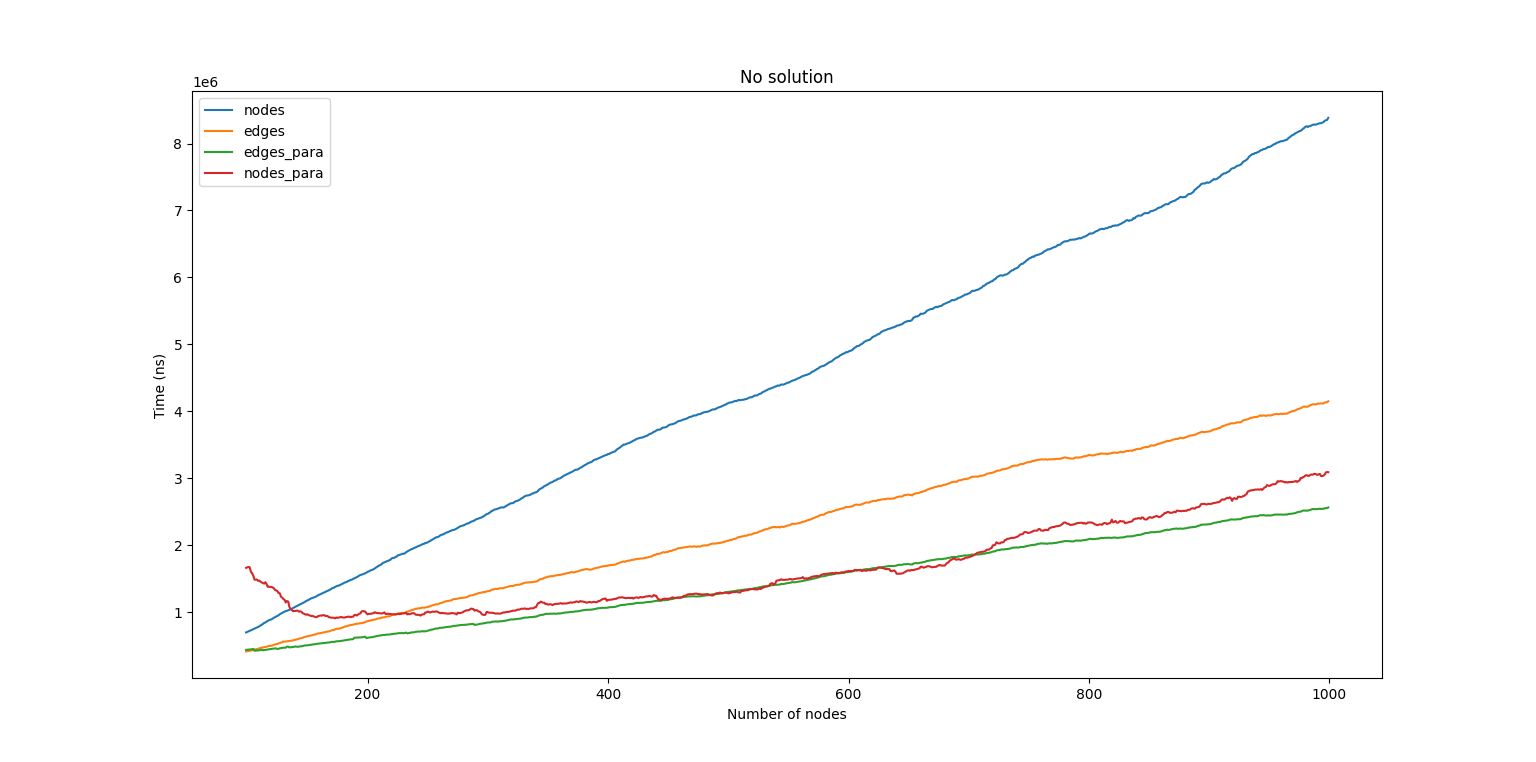 No solution
1e6
nodes
edges
edges_para
nodes_para
8
7
6
5
4
3
2
1
Time (ns)
200 400 600 800 1000
Number of nodes